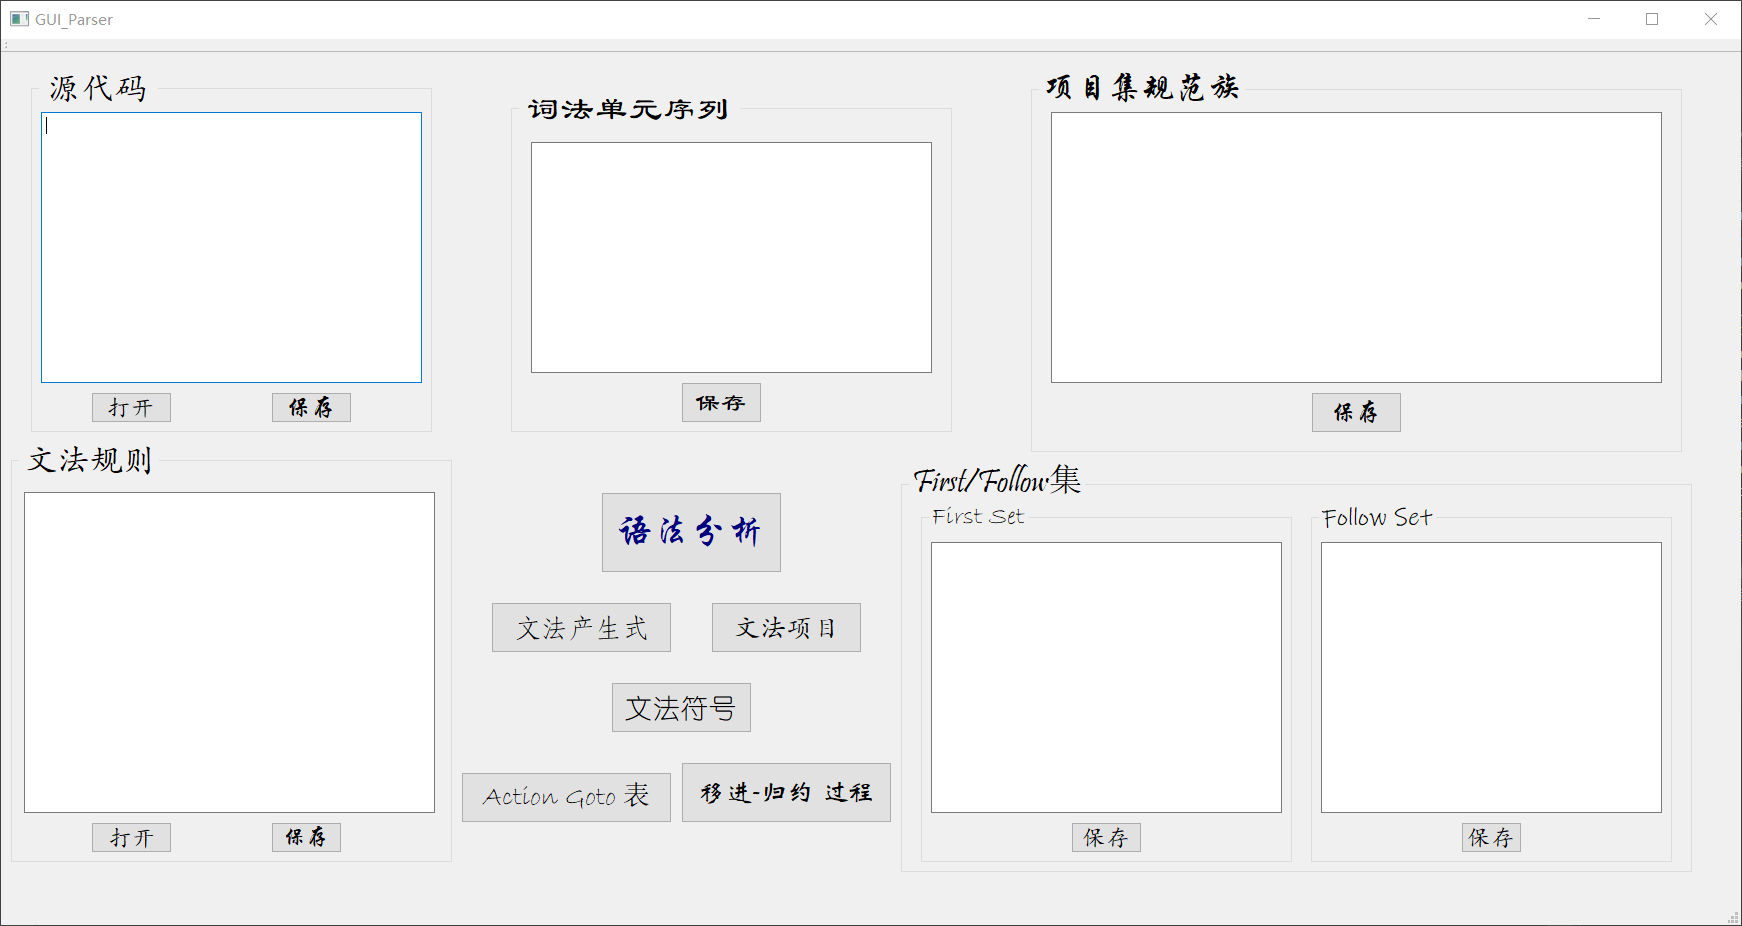 GUI_Parser
源代码
打开
保存
词法单元序列
保存
项目集规范族
保存
文法规则
打开
保存
语法分析
文法产生式
文法项目
文法符号
Action Goto 表
移进-归约 过程
First/Follow集
First Set
保存
Follow Set
保存